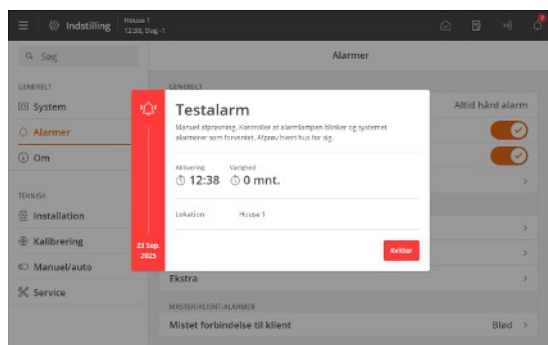 Indstilling
House 1
12:38, Dag -1
Søg
Alarmer
GENERELT
System
Alarmer
Om
TEKNISK
Installation
Kalibrering
Manuel/auto
Service
GENERELT
Altid hård alarm
Testalarm
Manuel afprøvning. Kontroller at alarmlampen blinker og systemet
alarmerer som forventet. Afprøv hvert hus for sig.
Aktivering
Varighed
12:38
0 mnt.
Lokation
House 1
23 Sep.
2025
Kvitter
Ekstra
MASTER/KLIENT-ALARMER
Mistet forbindelse til klient
Blød